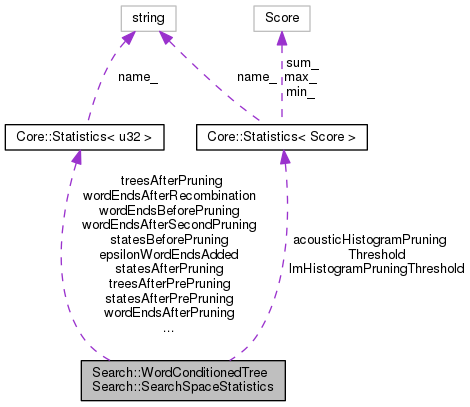 string
Score
name_
name_
sum_
max_
min_
Core::Statistics< u32 >
Core::Statistics< Score >
treesAfterPruning
wordEndsAfterRecombination
wordEndsBeforePruning
wordEndsAfterSecondPruning
statesBeforePruning
epsilonWordEndsAdded
statesAfterPruning
treesAfterPrePruning
statesAfterPrePruning
wordEndsAfterPruning
...
acousticHistogramPruning
Threshold
lmHistogramPruningThreshold
Search::WordConditionedTree
Search::SearchSpaceStatistics